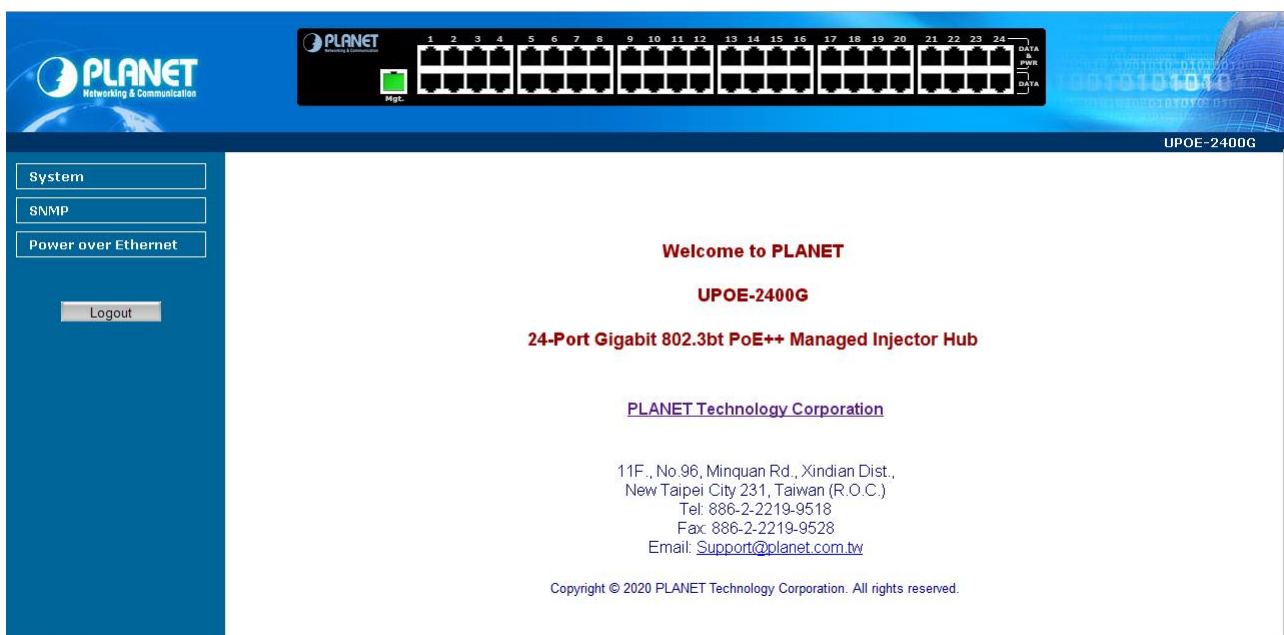 PLANET
Networking & Communication
PLANET
Networking & Communication
1 2 3 4 5 6 7 8 9 10 11 12 13 14 15 16 17 18 19 20 21 22 23 24
DATA
&
PWR
DATA
Mgt.
UPOE-2400G
System
SNMP
Power over Ethernet
Logout
Welcome to PLANET
UPOE-2400G
24-Port Gigabit 802.3bt PoE++ Managed Injector Hub
PLANET Technology Corporation
11F., No.96, Minquan Rd., Xindian Dist.,
New Taipei City 231, Taiwan (R.O.C.)
Tel: 886-2-2219-9518
Fax: 886-2-2219-9528
Email: Support@planet.com.tw
Copyright © 2020 PLANET Technology Corporation. All rights reserved.